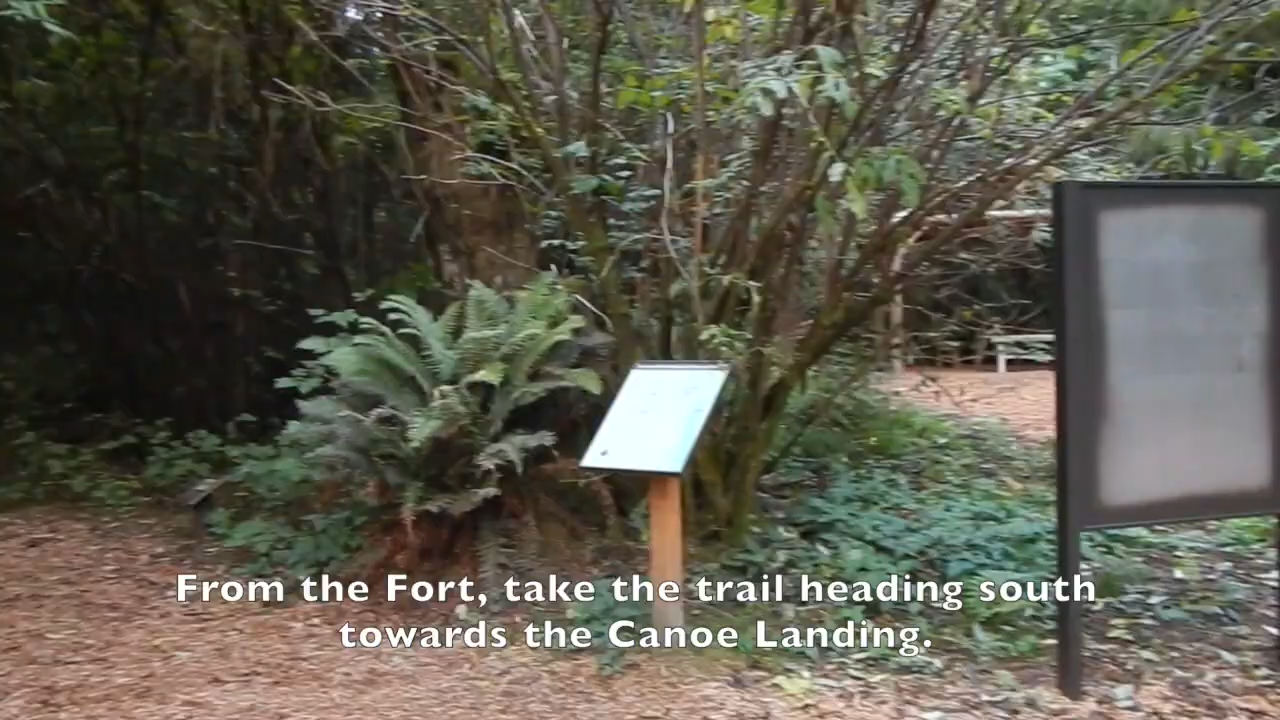 From the Fort, take the trail heading south
towards the Canoe Landing.